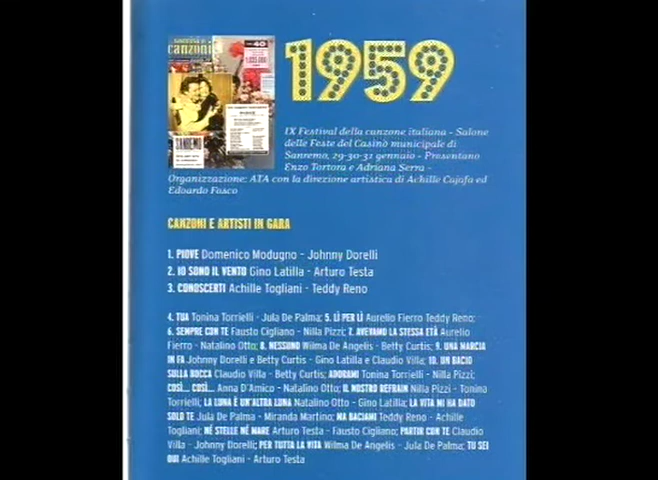 canzoni
40
SANREMO
1959
IX Festival della canzone italiana - Salone
delle Feste del Casinò municipale di
Sanremo, 29-30-31 gennaio - Presentano
Enzo Tortora e Adriana Serra -
Organizzazione: ATA con la direzione artistica di Achille Cajafa ed
Edoardo Fosco
CANZONI E ARTISTI IN GARA
1. PIOVE Domenico Modugno - Johnny Dorelli
2. IO SONO IL VENTO Gino Latilla - Arturo Testa
3. CONOSCERTI Achille Togliani - Teddy Reno
4. TUA Tonina Torrielli - Jula De Palma; 5. LÌ PER LÌ Aurelio Fierro Teddy Reno;
6. SEMPRE CON TE Fausto Cigliano - Nilla Pizzi; 7. AVEVAMO LA STESSA ETÀ Aurelio
Fierro - Natalino Otto; 8. NESSUNO Wilma De Angelis - Betty Curtis; 9. UNA MARCIA
IN FA Johnny Dorelli e Betty Curtis - Gino Latilla e Claudio Villa; 10. UN BACIO
SULLA BOCCA Claudio Villa - Betty Curtis; ADORAMI Tonina Torrielli - Nilla Pizzi;
COSÌ... COSÌ... Anna D'Amico - Natalino Otto; IL NOSTRO REFRAIN Nilla Pizzi - Tonina
Torrielli; LA LUNA È UN'ALTRA LUNA Natalino Otto - Gino Latilla; LA VITA MI HA DATO
SOLO TE Jula De Palma - Miranda Martino; MA BACIAMI Teddy Reno - Achille
Togliani; NÉ STELLE NÉ MARE Arturo Testa - Fausto Cigliano; PARTIR CON TE Claudio
Villa - Johnny Dorelli; PER TUTTA LA VITA Wilma De Angelis - Jula De Palma; TU SEI
QUI Achille Togliani - Arturo Testa